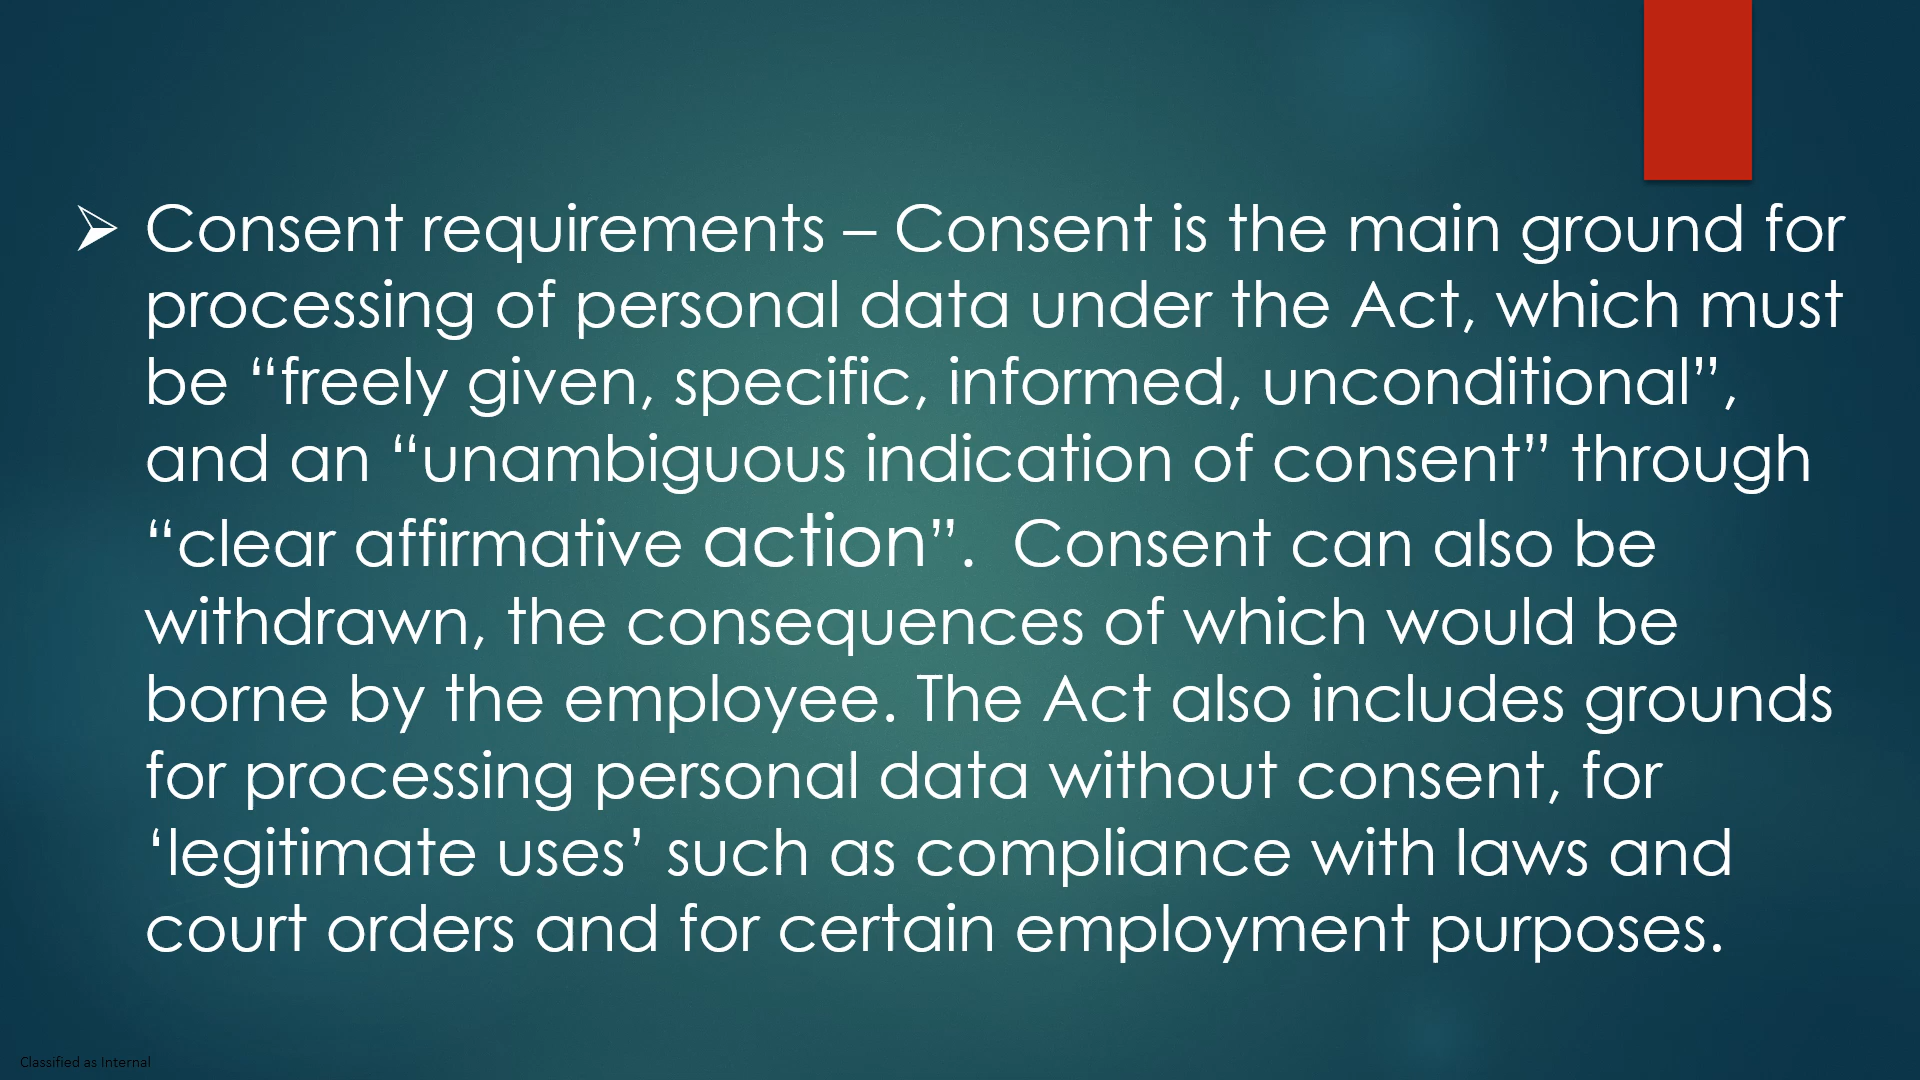 ➢ Consent requirements – Consent is the main ground for
processing of personal data under the Act, which must
be “freely given, specific, informed, unconditional”,
and an “unambiguous indication of consent” through
“clear affirmative action”.  Consent can also be
withdrawn, the consequences of which would be
borne by the employee. The Act also includes grounds
for processing personal data without consent, for
‘legitimate uses’ such as compliance with laws and
court orders and for certain employment purposes.
Classified as Internal